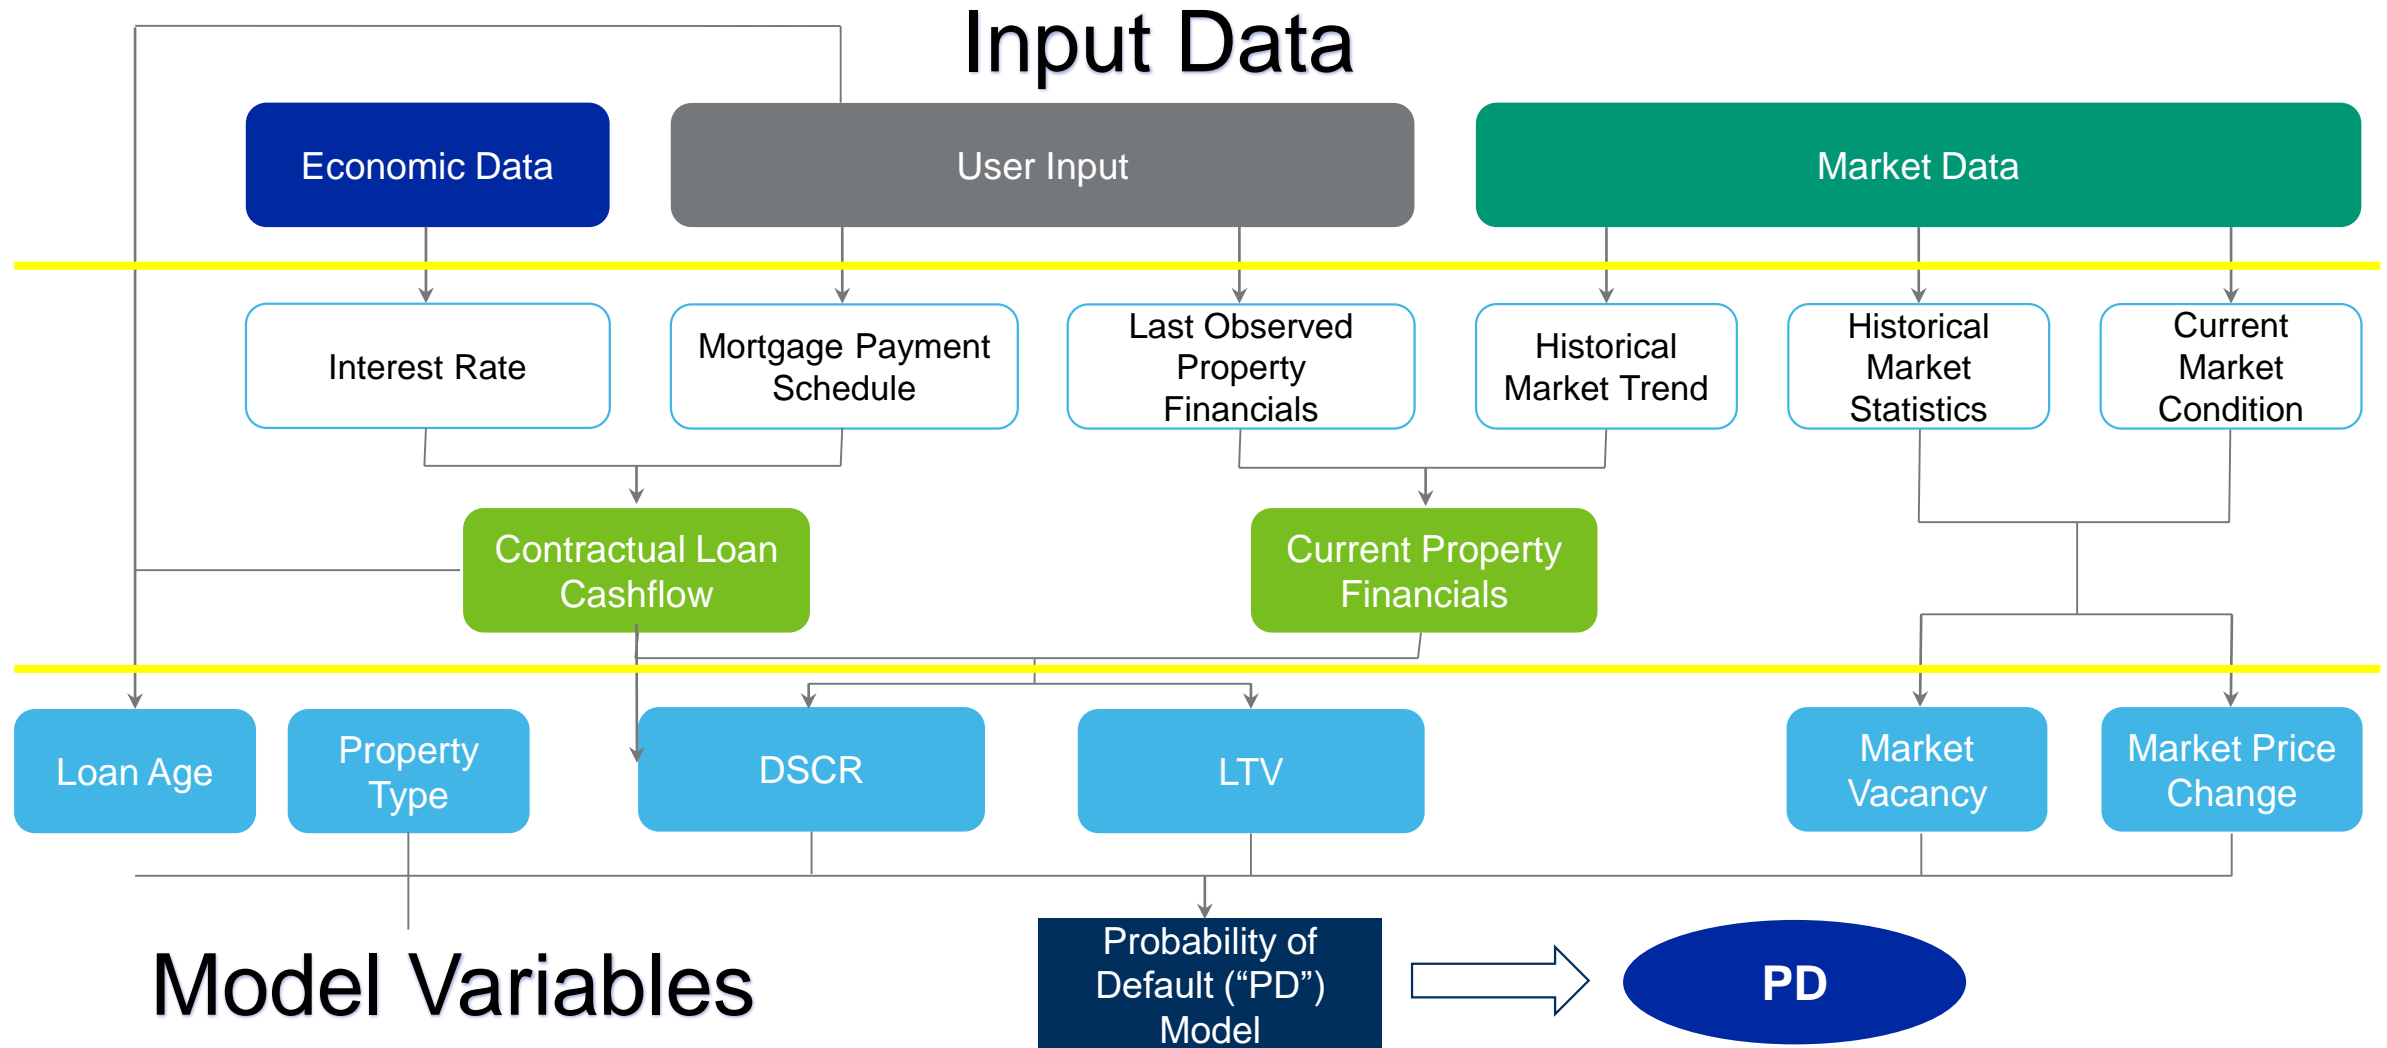 Input Data
Economic Data
User Input
Market Data
Interest Rate
Mortgage Payment
Schedule
Last Observed
Property
Financials
Historical
Market Trend
Historical
Market
Statistics
Current
Market
Condition
Contractual Loan
Cashflow
Current Property
Financials
Loan Age
Property
Type
DSCR
LTV
Market
Vacancy
Market Price
Change
Model Variables
Probability of
Default (“PD”)
Model
PD